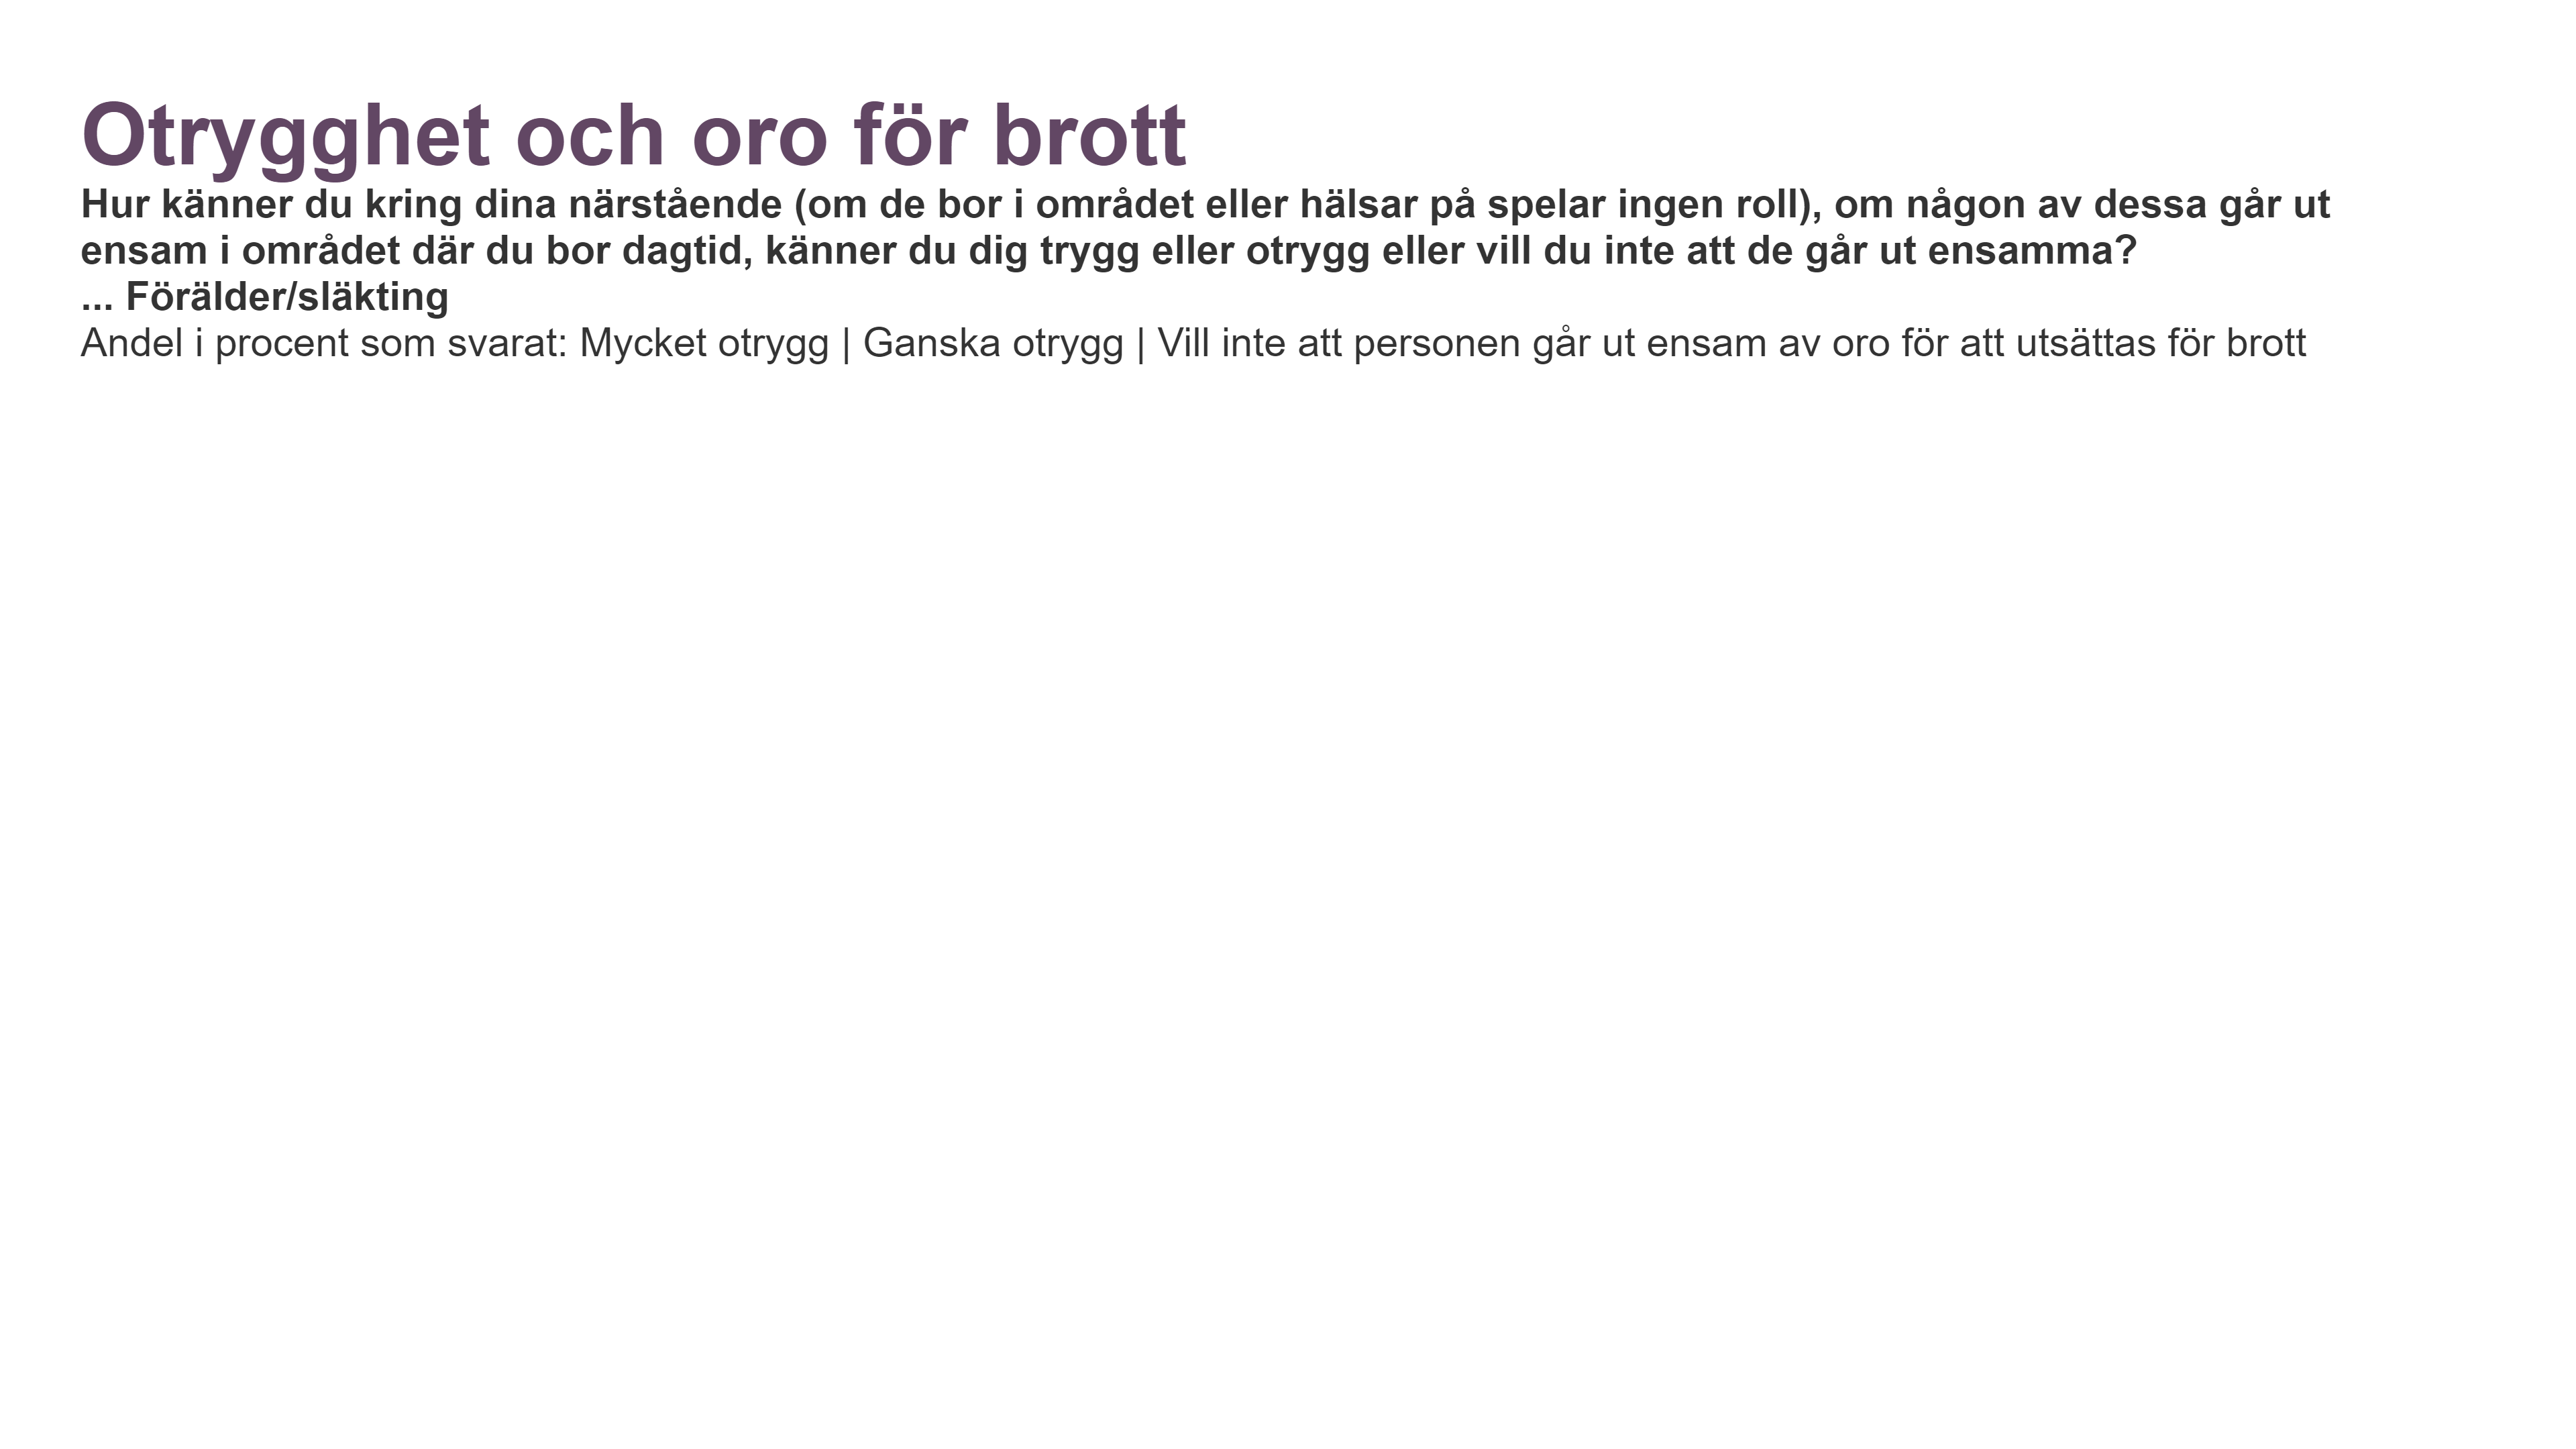 Otrygghet och oro för brott
Hur känner du kring dina närstående (om de bor i området eller hälsar på spelar ingen roll), om någon av dessa går ut
ensam i området där du bor dagtid, känner du dig trygg eller otrygg eller vill du inte att de går ut ensamma?
... Förälder/släkting
Andel i procent som svarat: Mycket otrygg | Ganska otrygg | Vill inte att personen går ut ensam av oro för att utsättas för brott